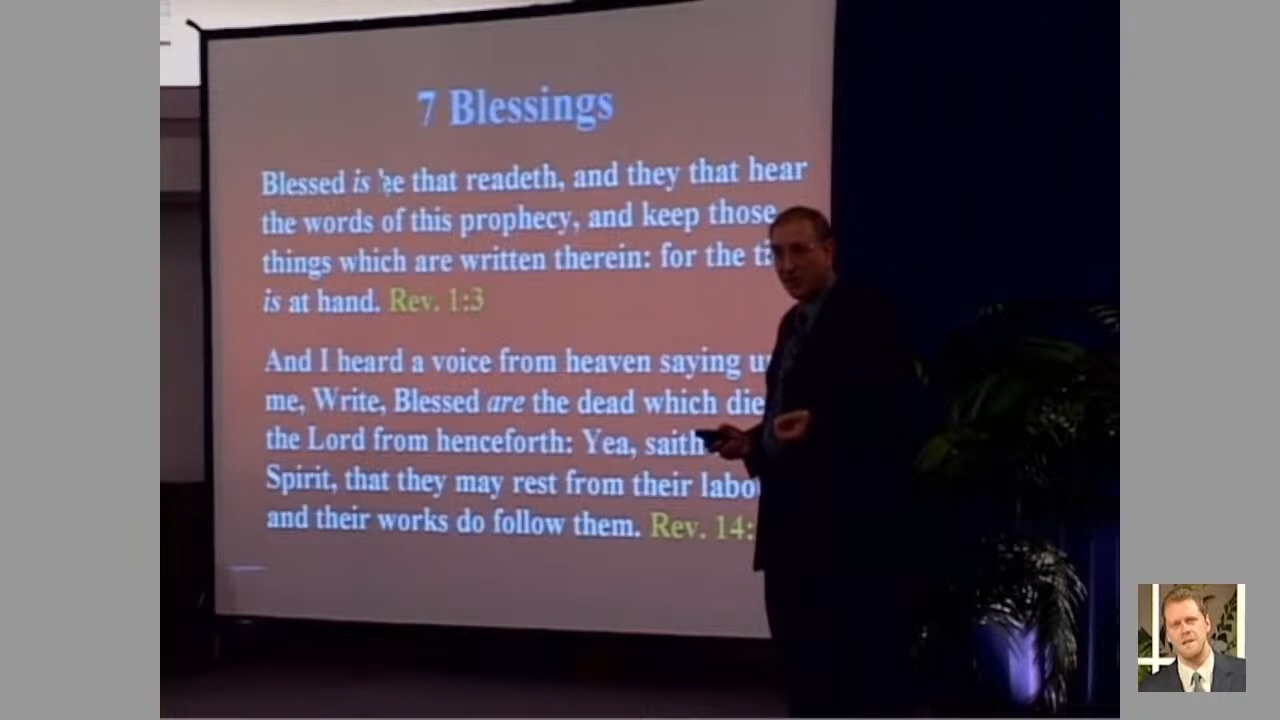 7 Blessings
Blessed is he that readeth, and they that hear
the words of this prophecy, and keep those
things which are written therein: for the
is at hand. Rev. 1:3
And I heard a voice from heaven saying
me, Write, Blessed are the dead which die
the Lord from henceforth: Yea, saith
Spirit, that they may rest from their
and their works do follow them. Rev. 14: